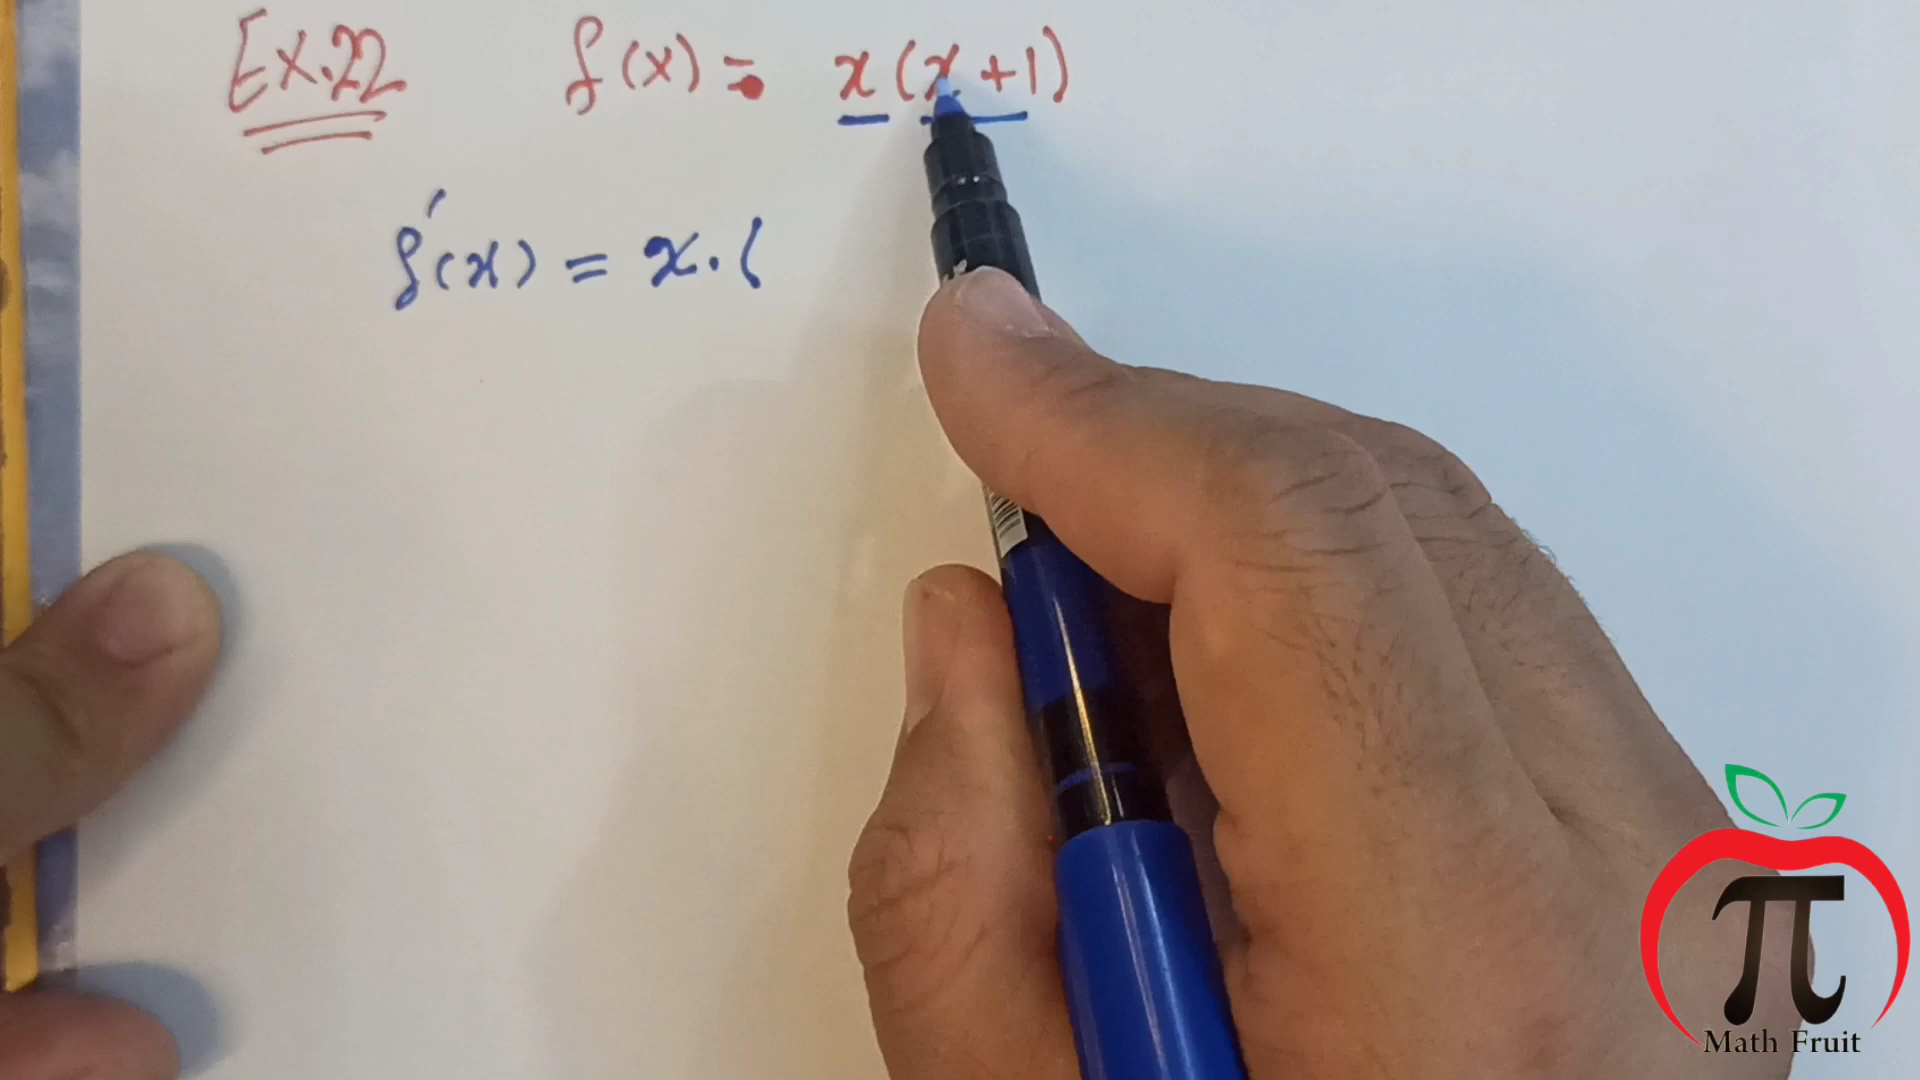 Ex.22 f(x) = x(x+1)
f'(x) = x.(
π
Math Fruit